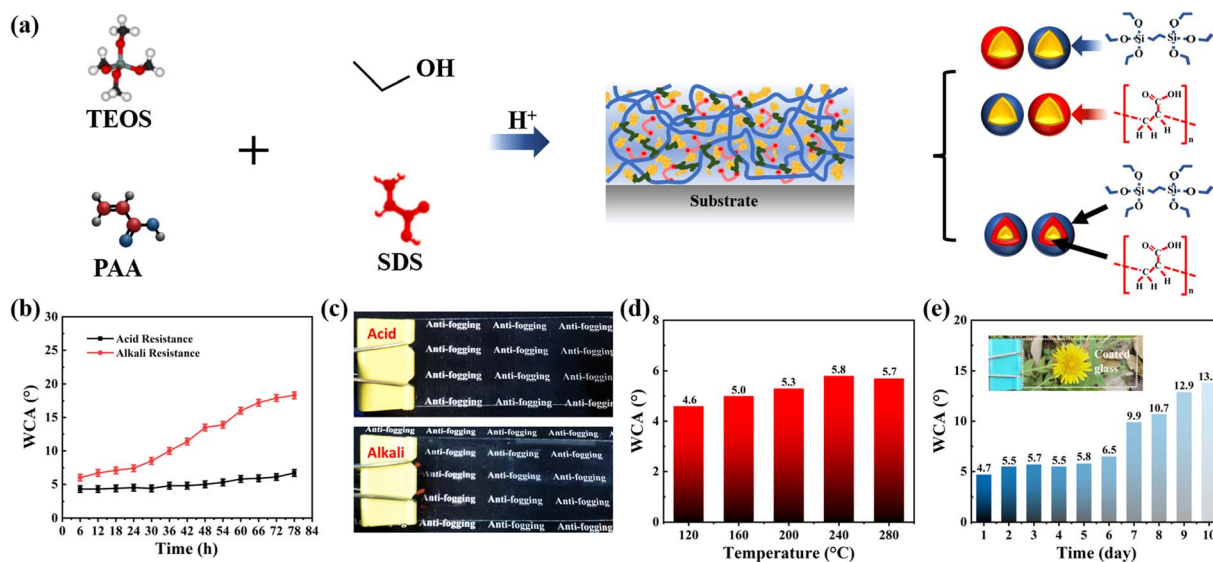 (a)
TEOS
PAA
+
OH
SDS
H+
Substrate
O O
Si Si
O O
O O
O OH
C
C C
H H H
n
O O
Si Si
O O
O O
O OH
C
C C
H H H
n
(b)
30
25
20
15
10
5
0
WCA (°)
Acid Resistance
Alkali Resistance
0 6 12 18 24 30 36 42 48 54 60 66 72 78 84
Time (h)
(c)
Acid
Anti-fogging Anti-fogging Anti-fogging
Anti-fogging Anti-fogging Anti-fogging
Anti-fogging Anti-fogging Anti-fogging
Anti-fogging Anti-fogging Anti-fogging
Anti-fogging Anti-fogging Anti-fogging Anti-fogging
Alkali
Anti-fogging Anti-fogging Anti-fogging
Anti-fogging Anti-fogging Anti-fogging
Anti-fogging Anti-fogging Anti-fogging
Anti-fogging Anti-fogging Anti-fogging
(d)
8
6
4
2
0
WCA (°)
4.6 5.0 5.3 5.8 5.7
120 160 200 240 280
Temperature (°C)
(e)
20
15
10
5
0
WCA (°)
Coated
glass
4.7 5.5 5.7 5.5 5.8 6.5 9.9 10.7 12.9 13.
1 2 3 4 5 6 7 8 9 10
Time (day)